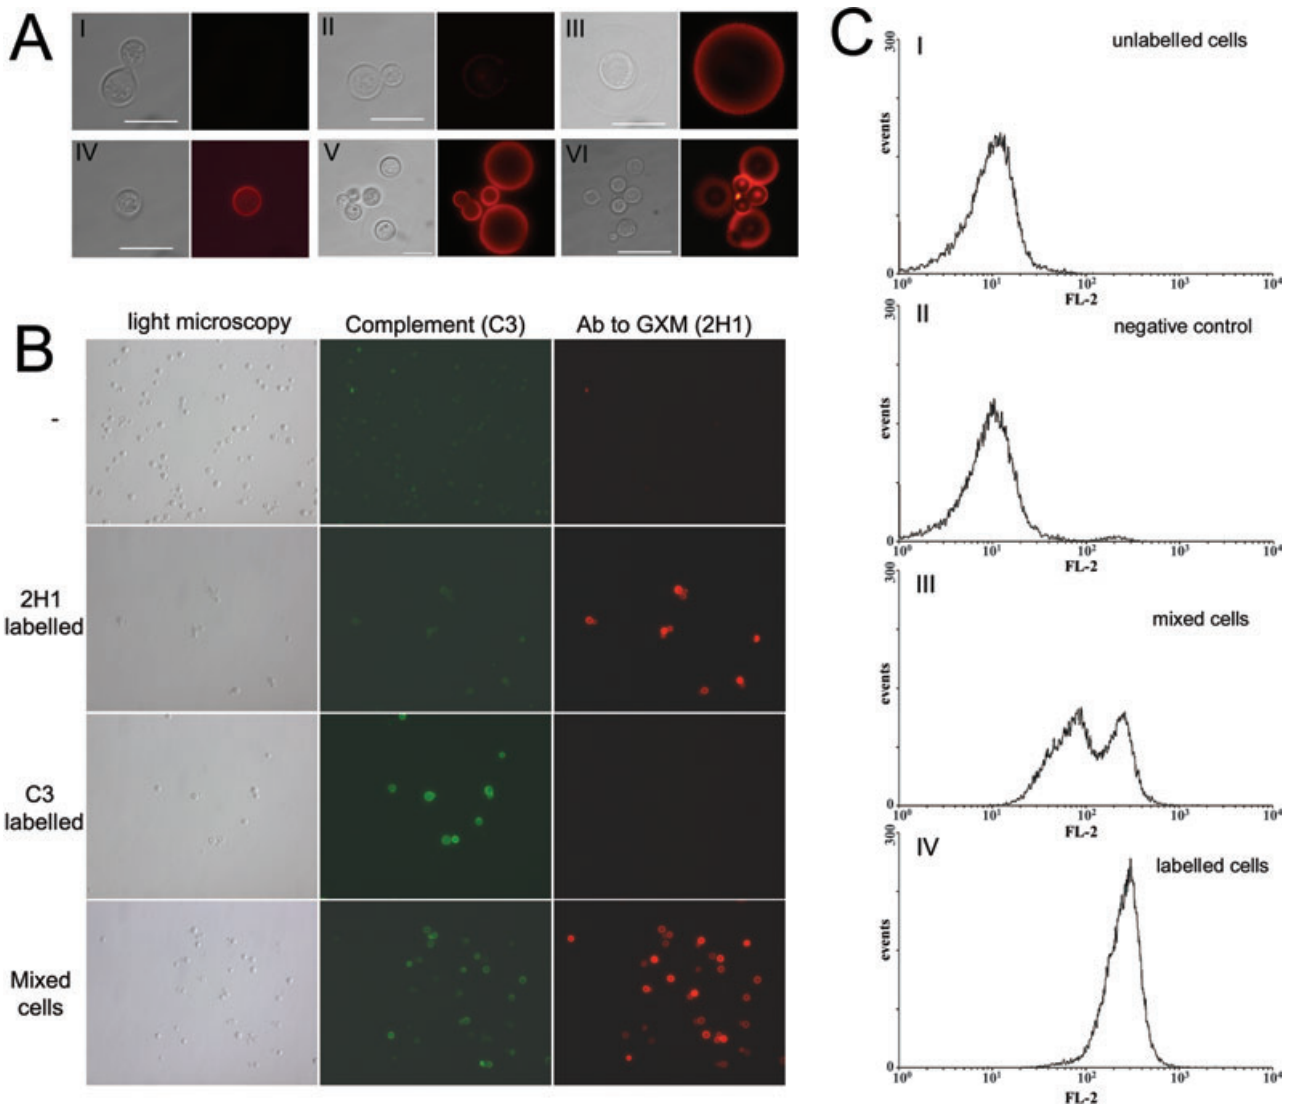 A
I
II
III
IV
V
VI
B
light microscopy
Complement (C3)
Ab to GXM (2H1)
-
2H1
labelled
C3
labelled
Mixed
cells
C
I
unlabelled cells
300
events
0
10⁰
10¹
10²
10³
10⁴
FL-2
II
negative control
300
events
0
10⁰
10¹
10²
10³
10⁴
FL-2
III
mixed cells
300
events
0
10⁰
10¹
10²
10³
10⁴
FL-2
IV
labelled cells
300
events
0
10⁰
10¹
10²
10³
10⁴
FL-2